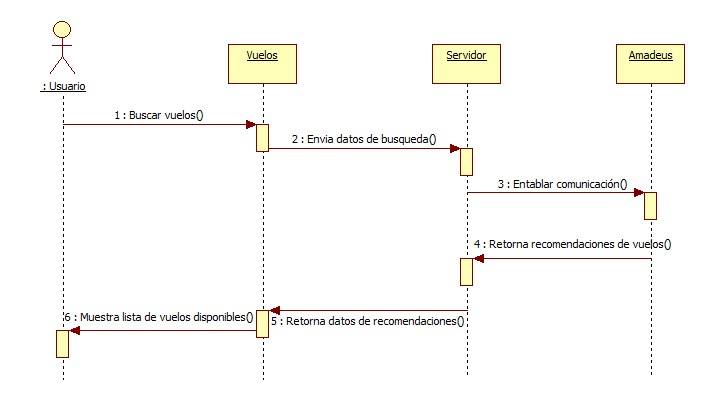 Vuelos
Servidor
Amadeus
: Usuario
1 : Buscar vuelos()
2 : Envia datos de busqueda()
3 : Entablar comunicación()
4 : Retorna recomendaciones de vuelos()
6 : Muestra lista de vuelos disponibles()
5 : Retorna datos de recomendaciones()